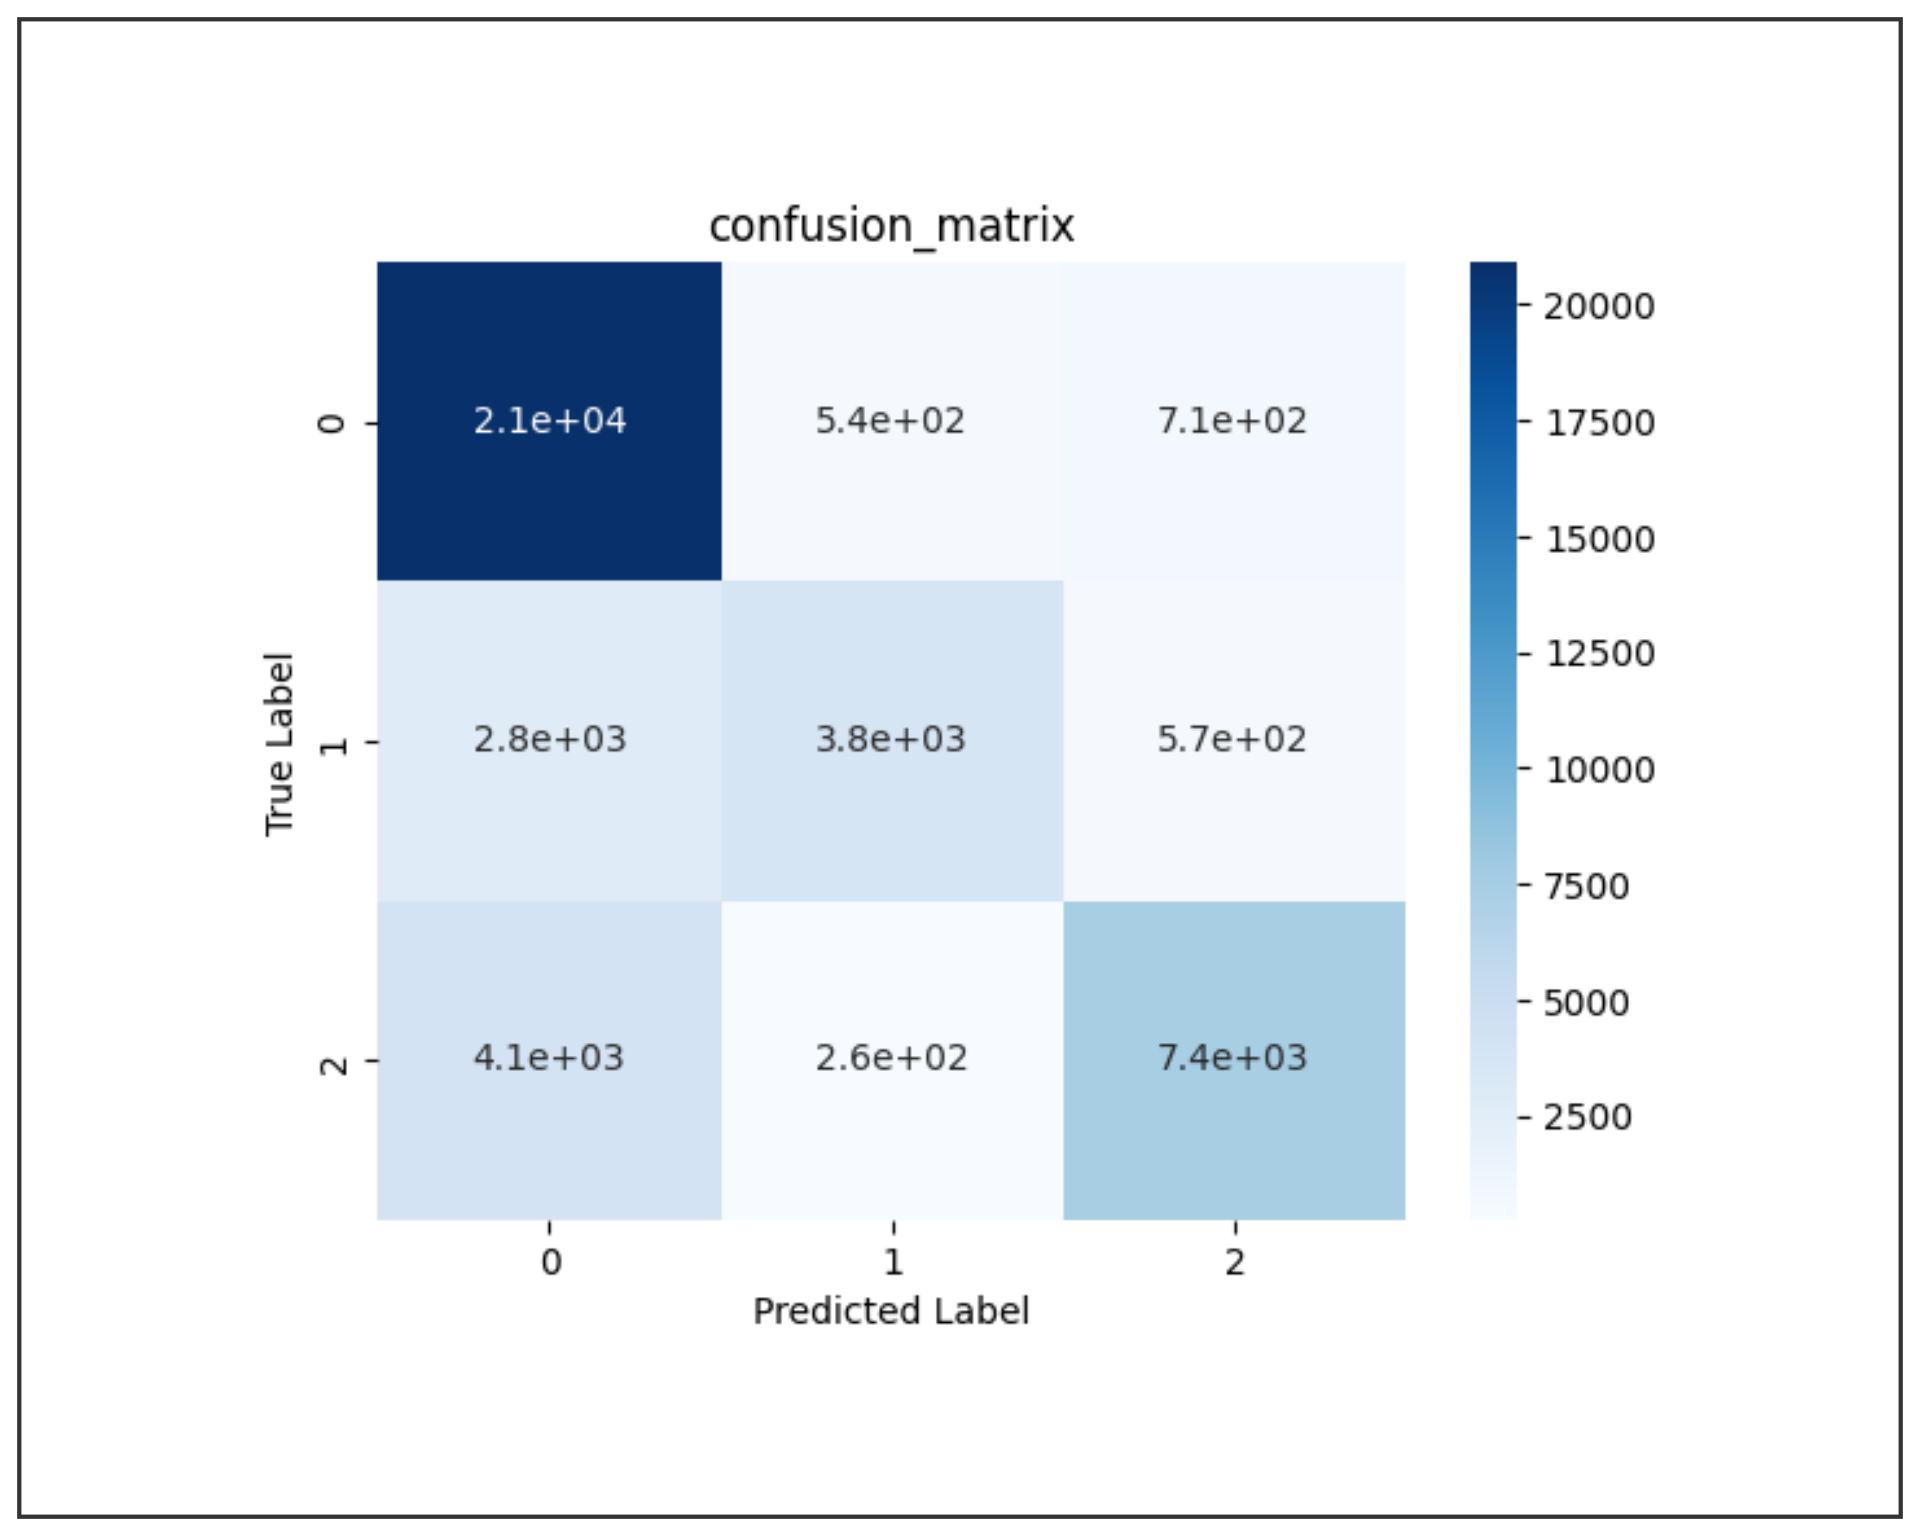 confusion_matrix
True Label
0
2.1e+04
5.4e+02
7.1e+02
1
2.8e+03
3.8e+03
5.7e+02
2
4.1e+03
2.6e+02
7.4e+03
0
1
2
Predicted Label
20000
17500
15000
12500
10000
7500
5000
2500